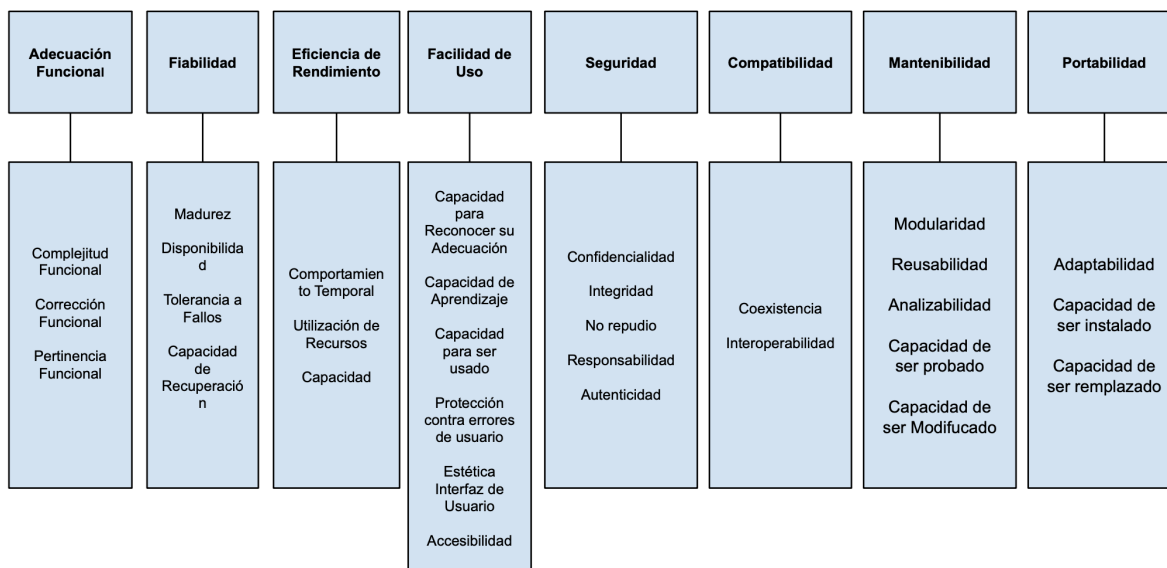 Adecuación
Funcional
Fiabilidad
Eficiencia de
Rendimiento
Facilidad de
Uso
Seguridad
Compatibilidad
Mantenibilidad
Portabilidad
Complejitud
Funcional
Corrección
Funcional
Pertinencia
Funcional
Madurez
Disponibilida
d
Tolerancia a
Fallos
Capacidad
de
Recuperació
n
Comportamien
to Temporal
Utilización de
Recursos
Capacidad
Capacidad
para
Reconocer su
Adecuación
Capacidad de
Aprendizaje
Capacidad
para ser
usado
Protección
contra errores
de usuario
Estética
Interfaz de
Usuario
Accesibilidad
Confidencialidad
Integridad
No repudio
Responsabilidad
Autenticidad
Coexistencia
Interoperabilidad
Modularidad
Reusabilidad
Analizabilidad
Capacidad de
ser probado
Capacidad de
ser Modifucado
Adaptabilidad
Capacidad de
ser instalado
Capacidad de
ser remplazado